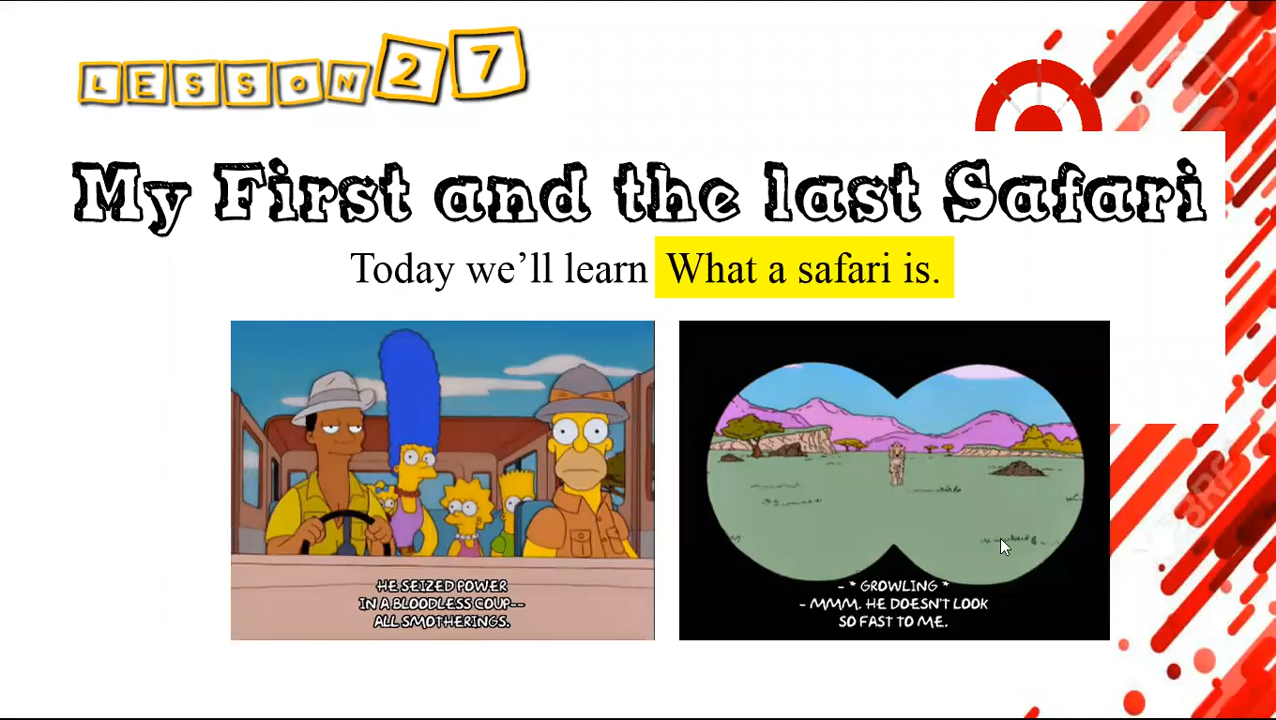 LESSON 27
My First and the last Safari
Today we’ll learn What a safari is.
HE SEIZED POWER
IN A BLOODLESS COUP--
ALL SMOTHERINGS.
- * GROWLING *
- MMM. HE DOESN'T LOOK
SO FAST TO ME.